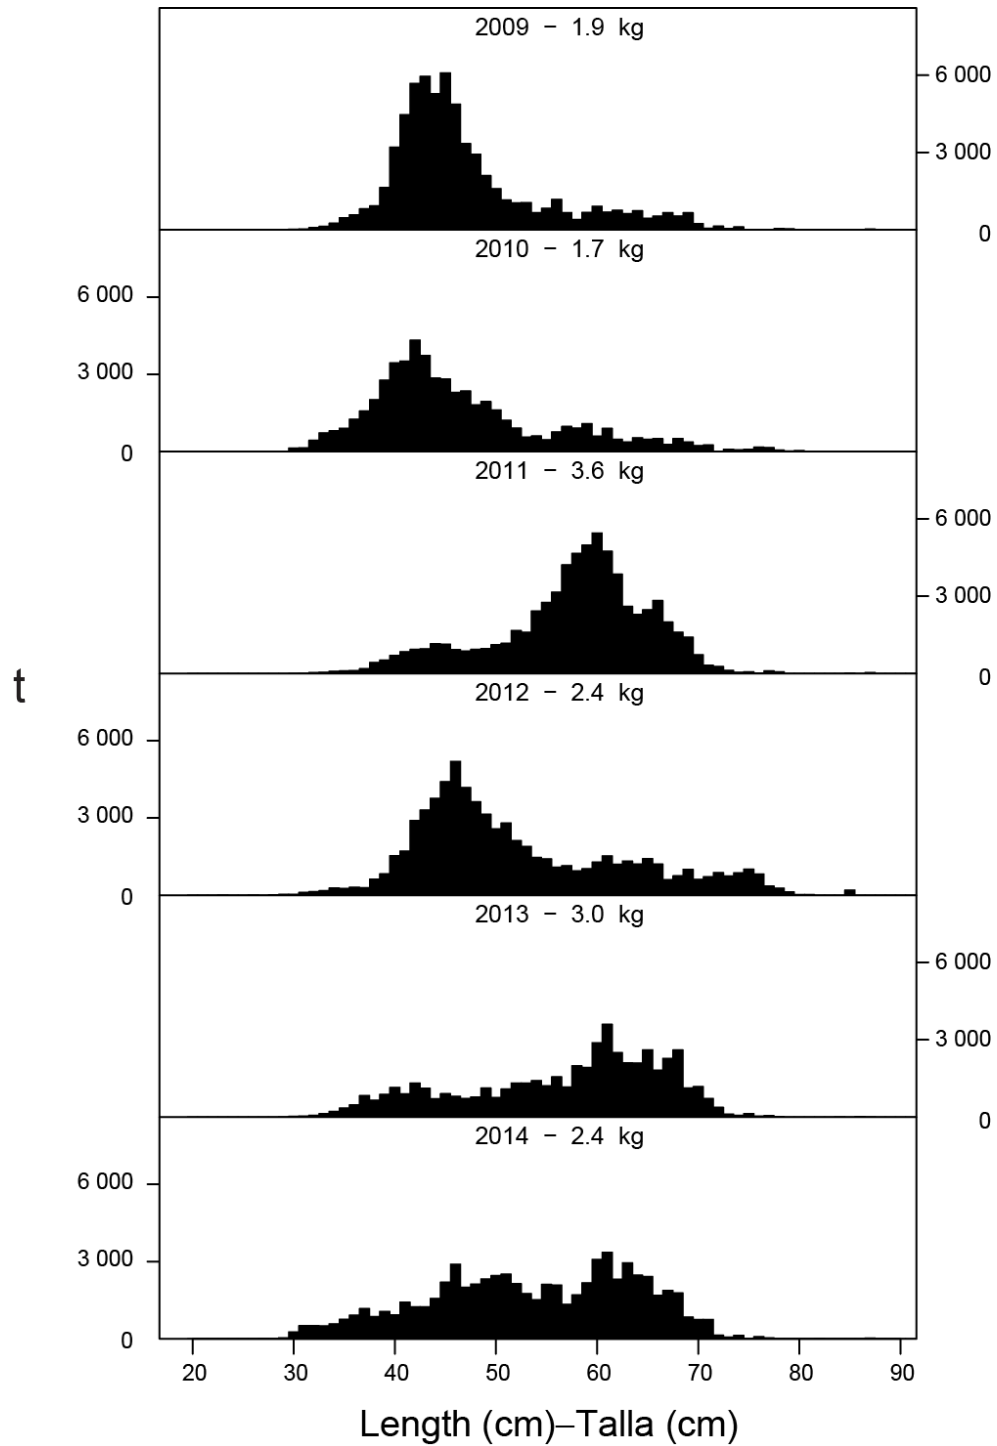 2009 − 1.9 kg
6 000
3 000
0
2010 − 1.7 kg
6 000
3 000
0
2011 − 3.6 kg
6 000
3 000
0
t
2012 − 2.4 kg
6 000
3 000
0
2013 − 3.0 kg
6 000
3 000
0
2014 − 2.4 kg
6 000
3 000
0
20 30 40 50 60 70 80 90
Length (cm)–Talla (cm)